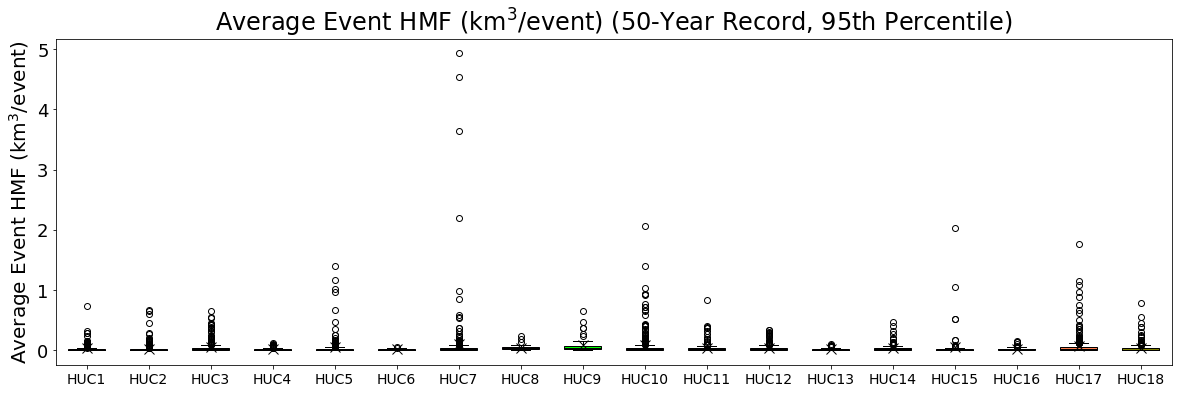 Average Event HMF (km³/event) (50-Year Record, 95th Percentile)
Average Event HMF (km³/event)
5
4
3
2
1
0
HUC1 HUC2 HUC3 HUC4 HUC5 HUC6 HUC7 HUC8 HUC9 HUC10 HUC11 HUC12 HUC13 HUC14 HUC15 HUC16 HUC17 HUC18